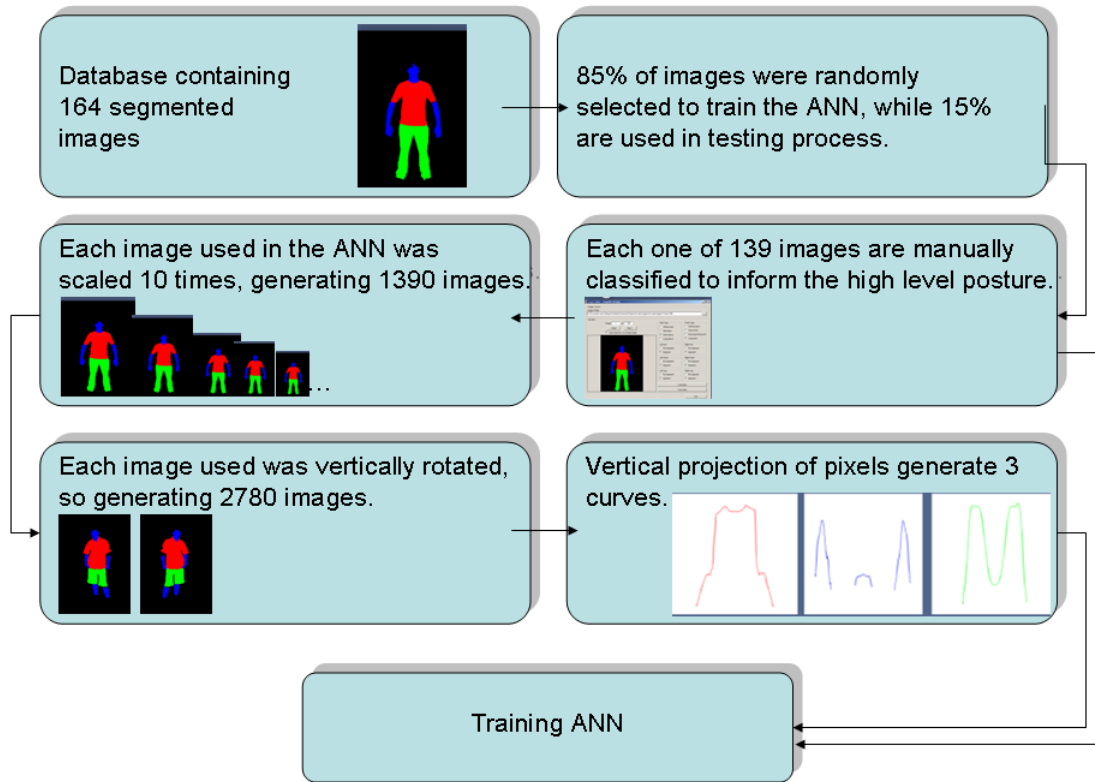 Database containing
164 segmented
images
85% of images were randomly
selected to train the ANN, while 15%
are used in testing process.
Each one of 139 images are manually
classified to inform the high level posture.
Each image used in the ANN was
scaled 10 times, generating 1390 images.
...
Each image used was vertically rotated,
so generating 2780 images.
Vertical projection of pixels generate 3
curves.
Training ANN